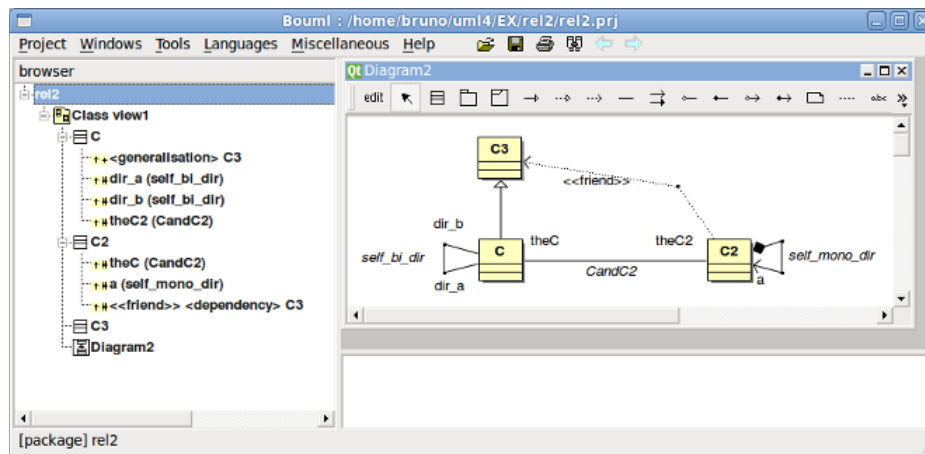 Bouml : /home/bruno/uml4/EX/rel2/rel2.prj
Project Windows Tools Languages Miscellaneous Help
browser
rel2
Class view1
C
<generalisation> C3
dir_a (self_bi_dir)
dir_b (self_bi_dir)
theC2 (CandC2)
C2
theC (CandC2)
a (self_mono_dir)
<<friend>> <dependency> C3
C3
Diagram2
Qt Diagram2
edit
abc
C3
<<friend>>
dir_b
theC
theC2
self_bi_dir
C
C2
self_mono_dir
CandC2
dir_a
a
[package] rel2